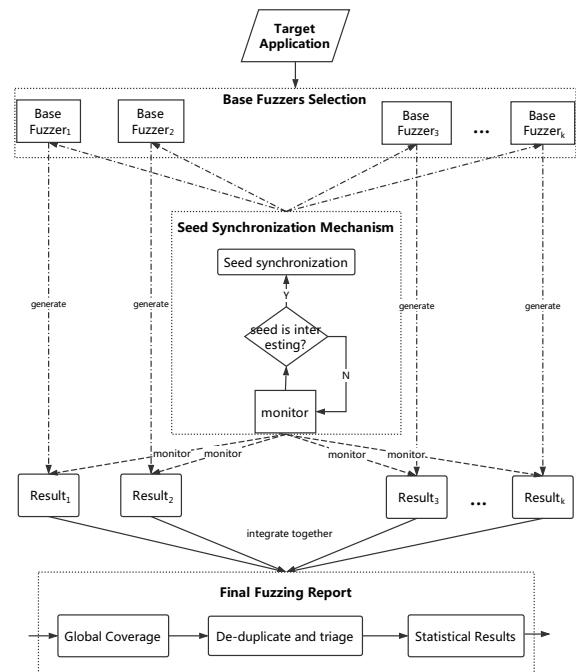 Target
Application
Base Fuzzers Selection
Base
Fuzzer1
Base
Fuzzer2
Base
Fuzzer3
...
Base
Fuzzerk
Seed Synchronization Mechanism
Seed synchronization
Y
seed is inter
esting?
N
monitor
generate
generate
generate
generate
monitor
monitor
monitor
monitor
Result1
Result2
Result3
...
Resultk
integrate together
Final Fuzzing Report
Global Coverage
De-duplicate and triage
Statistical Results